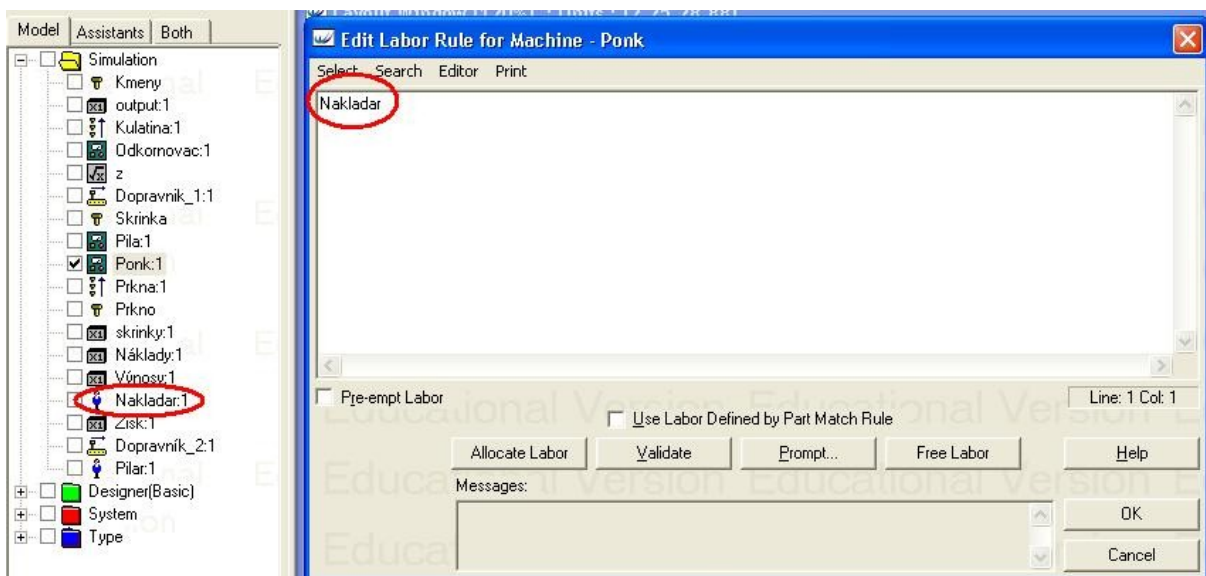 Model Assistants Both
Simulation
Kmeny
output:1
Kulatina:1
Odkornovac:1
z
Dopravnik_1:1
Skrinka
Pila:1
Ponk:1
Prkna:1
Prkno
skrinky:1
Náklady:1
Výnosy:1
Nakladar:1
Zisk:1
Dopravník_2:1
Pilar:1
Designer(Basic)
System
Type
Edit Labor Rule for Machine - Ponk
Select Search Editor Print
Nakladar
Pre-empt Labor
Line: 1 Col: 1
Use Labor Defined by Part Match Rule
Allocate Labor Validate Prompt... Free Labor Help
Messages:
OK
Cancel